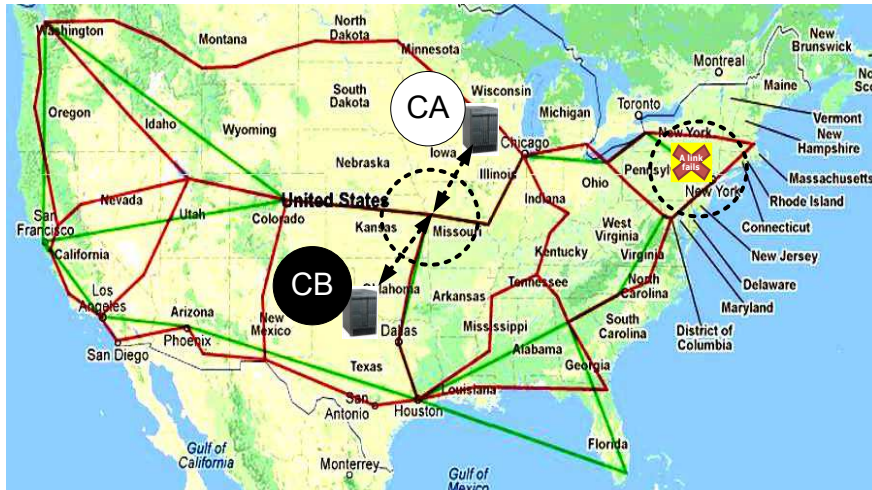 Washington
Montana
North
Dakota
Minnesota
Montreal
New
Brunswick
Maine
Oregon
Idaho
Wyoming
South
Dakota
CA
Wisconsin
Michigan
Toronto
Vermont
New
Hampshire
Nebraska
Iowa
Chicago
Illinois
New York
A link
fails
Massachusetts
Ohio
New York
Rhode Island
Connecticut
Nevada
Utah
United States
Colorado
Kansas
Missouri
Indiana
West
Virginia
Virginia
New Jersey
San
Francisco
California
Kentucky
Delaware
CB
Los
Angeles
Arizona
Phoenix
New
Mexico
Arkansas
Tennessee
North
Carolina
Maryland
San Diego
Dallas
Mississippi
South
Carolina
District of
Columbia
Texas
Alabama
Georgia
San
Antonio
Houston
Louisiana
Florida
Gulf of
California
Monterrey
Gulf of
Mexico